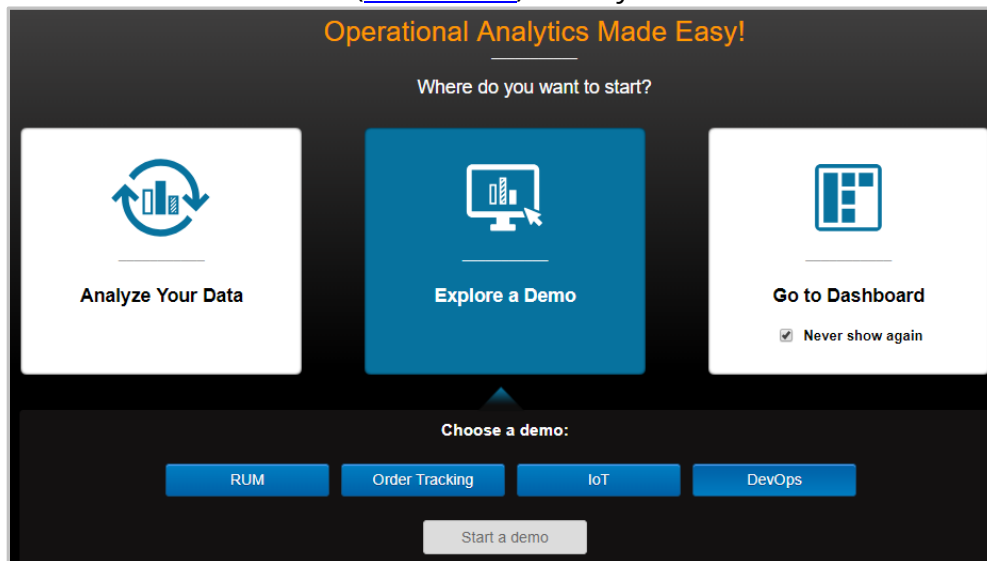 Operational Analytics Made Easy!
Where do you want to start?
Analyze Your Data
Explore a Demo
Go to Dashboard
Never show again
Choose a demo:
RUM
Order Tracking
IoT
DevOps
Start a demo